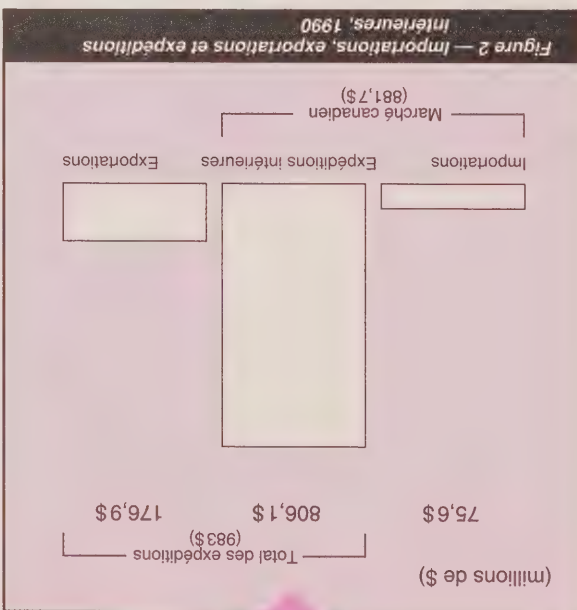 (millions de $)
Total des expéditions
(983$)
75,6$ 806,1$ 176,9$
Importations Expéditions intérieures Exportations
Marché canadien
(881,7$)
Figure 2 — Importations, exportations et expéditions
intérieures, 1990